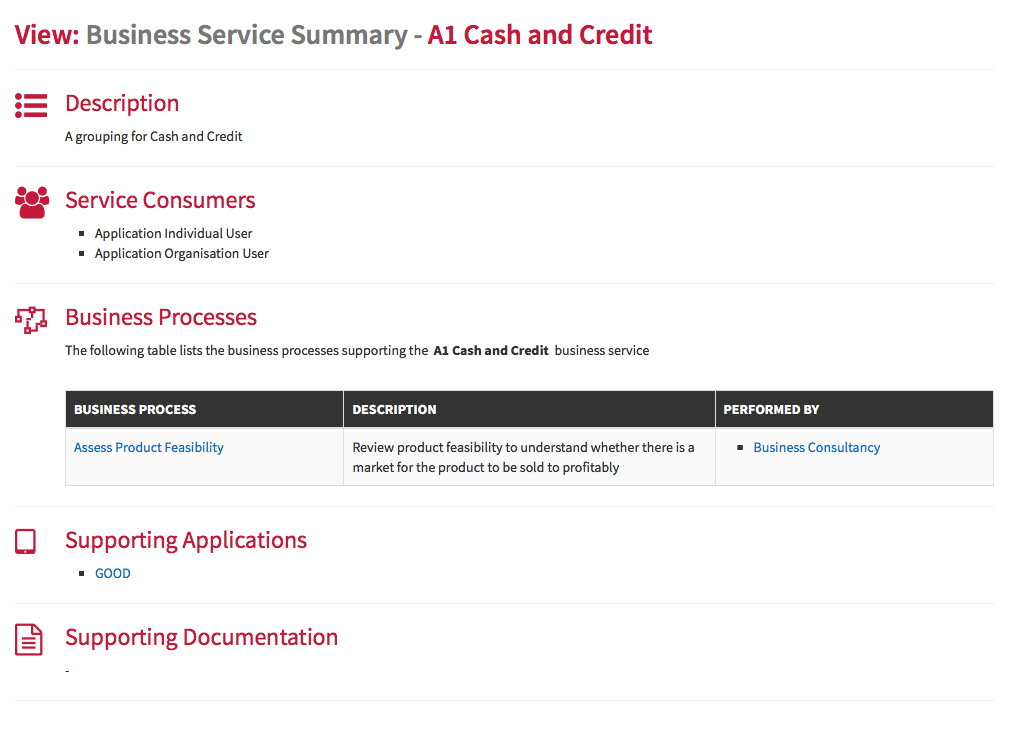 View: Business Service Summary - A1 Cash and Credit
Description
A grouping for Cash and Credit
Service Consumers
Application Individual User
Application Organisation User
Business Processes
The following table lists the business processes supporting the A1 Cash and Credit business service
BUSINESS PROCESS DESCRIPTION PERFORMED BY
Assess Product Feasibility Review product feasibility to understand whether there is a Business Consultancy
market for the product to be sold to profitably
Supporting Applications
GOOD
Supporting Documentation
-